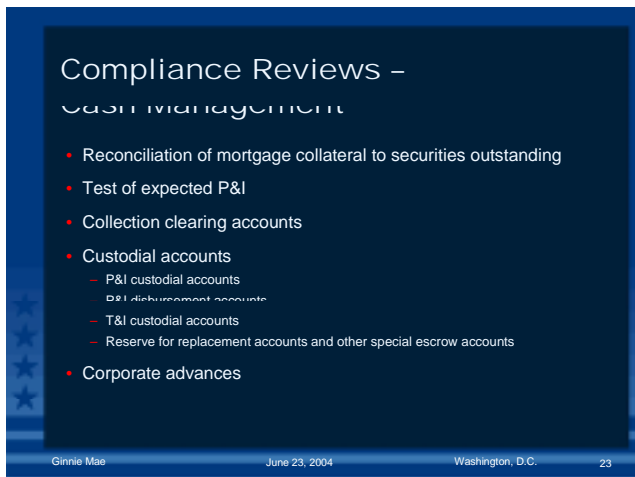 Compliance Reviews –
Cash Management
• Reconciliation of mortgage collateral to securities outstanding
• Test of expected P&I
• Collection clearing accounts
• Custodial accounts
– P&I custodial accounts
– P&I disbursement accounts
– T&I custodial accounts
– Reserve for replacement accounts and other special escrow accounts
• Corporate advances
Ginnie Mae June 23, 2004 Washington, D.C. 23